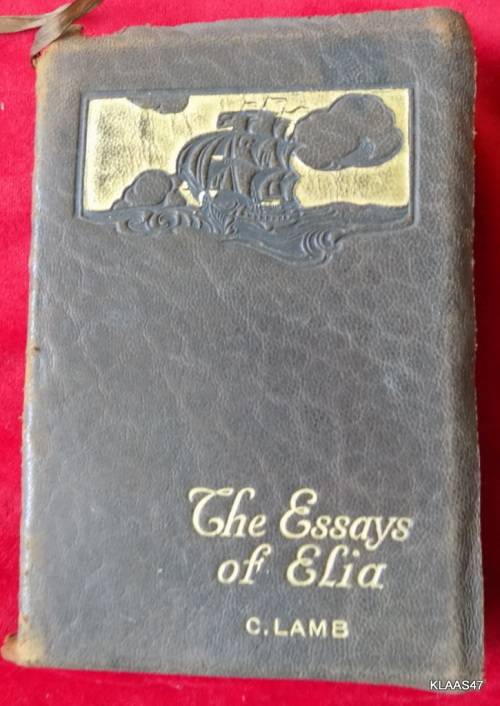 The Essays
of Elia
C. LAMB
KLAAS47